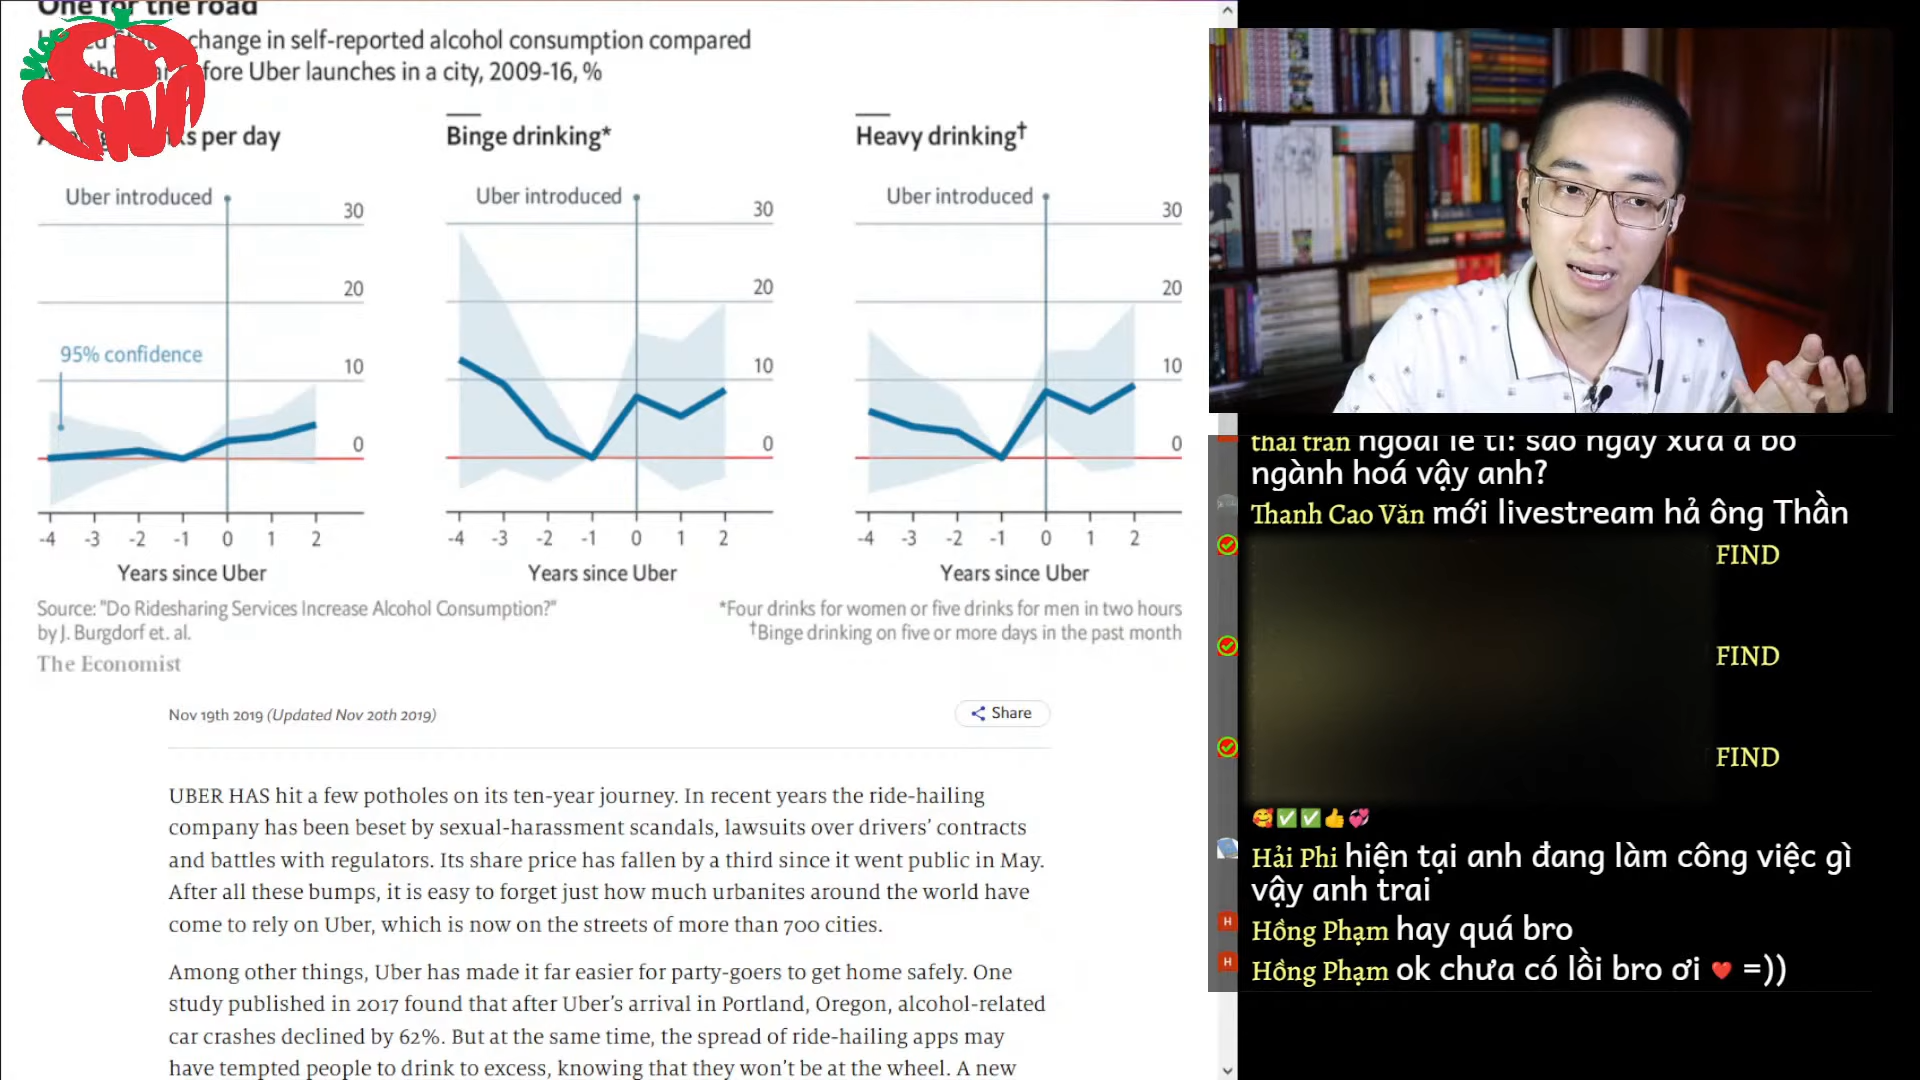 One for the road
change in self-reported alcohol consumption compared
fore Uber launches in a city, 2009-16, %
per day
Binge drinking*
Heavy drinking†
Uber introduced
30
20
10
0
95% confidence
-4 -3 -2 -1 0 1 2
Years since Uber
Uber introduced
30
20
10
0
-4 -3 -2 -1 0 1 2
Years since Uber
Uber introduced
30
20
10
0
-4 -3 -2 -1 0 1 2
Years since Uber
Source: "Do Ridesharing Services Increase Alcohol Consumption?"
by J. Burgdorf et. al.
*Four drinks for women or five drinks for men in two hours
†Binge drinking on five or more days in the past month
The Economist
Nov 19th 2019 (Updated Nov 20th 2019)
Share
UBER HAS hit a few potholes on its ten-year journey. In recent years the ride-hailing
company has been beset by sexual-harassment scandals, lawsuits over drivers' contracts
and battles with regulators. Its share price has fallen by a third since it went public in May.
After all these bumps, it is easy to forget just how much urbanites around the world have
come to rely on Uber, which is now on the streets of more than 700 cities.
Among other things, Uber has made it far easier for party-goers to get home safely. One
study published in 2017 found that after Uber's arrival in Portland, Oregon, alcohol-related
car crashes declined by 62%. But at the same time, the spread of ride-hailing apps may
have tempted people to drink to excess, knowing that they won't be at the wheel. A new
thai tran ngoài lề tí: sao ngày xưa a bỏ
ngành hoá vậy anh?
Thanh Cao Văn mới livestream hả ông Thần
FIND
FIND
FIND
🥰✅✅👍💞
Hải Phi hiện tại anh đang làm công việc gì
vậy anh trai
H
Hồng Phạm hay quá bro
H
Hồng Phạm ok chưa có lồi bro ơi ❤ =))